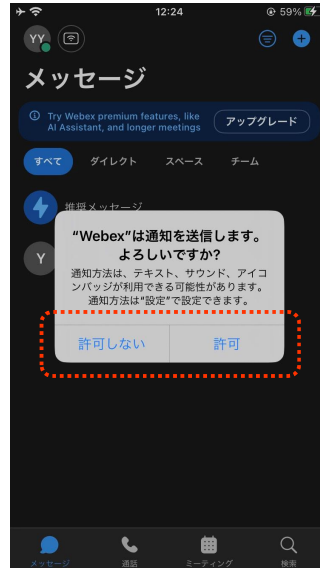 12:24
59%
YY
メッセージ
Try Webex premium features, like
AI Assistant, and longer meetings
アップグレード
すべて ダイレクト スペース チーム
推奨メッセージ
Y
“Webex”は通知を送信します。
よろしいですか?
通知方法は、テキスト、サウンド、アイコ
ンバッジが利用できる可能性があります。
通知方法は“設定”で設定できます。
許可しない 許可
メッセージ 通話 ミーティング 検索